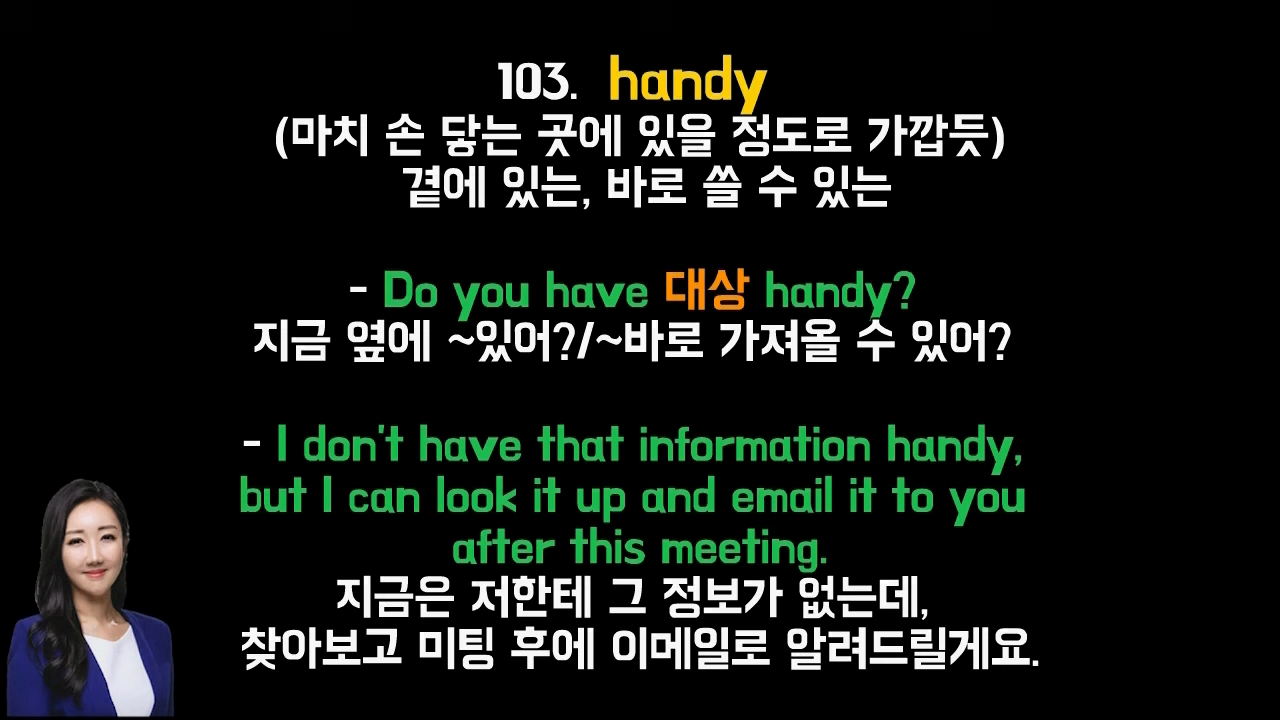 103. handy
(마치 손 닿는 곳에 있을 정도로 가깝듯)
곁에 있는, 바로 쓸 수 있는
- Do you have 대상 handy?
지금 옆에 ~있어?/~바로 가져올 수 있어?
- I don't have that information handy,
but I can look it up and email it to you
after this meeting.
지금은 저한테 그 정보가 없는데,
찾아보고 미팅 후에 이메일로 알려드릴게요.